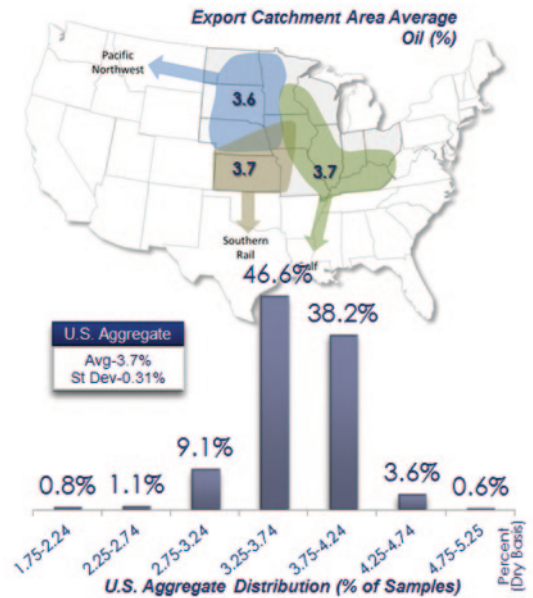 Export Catchment Area Average
Oil (%)
Pacific
Northwest
3.6
3.7
3.7
Southern
Rail
46.6%
38.2%
U.S. Aggregate
Avg-3.7%
St Dev-0.31%
9.1%
0.8%
1.1%
3.6%
0.6%
1.75-2.24
2.25-2.74
2.75-3.24
3.25-3.74
3.75-4.24
4.25-4.74
4.75-5.25
Percent
(Dry Basis)
U.S. Aggregate Distribution (% of Samples)